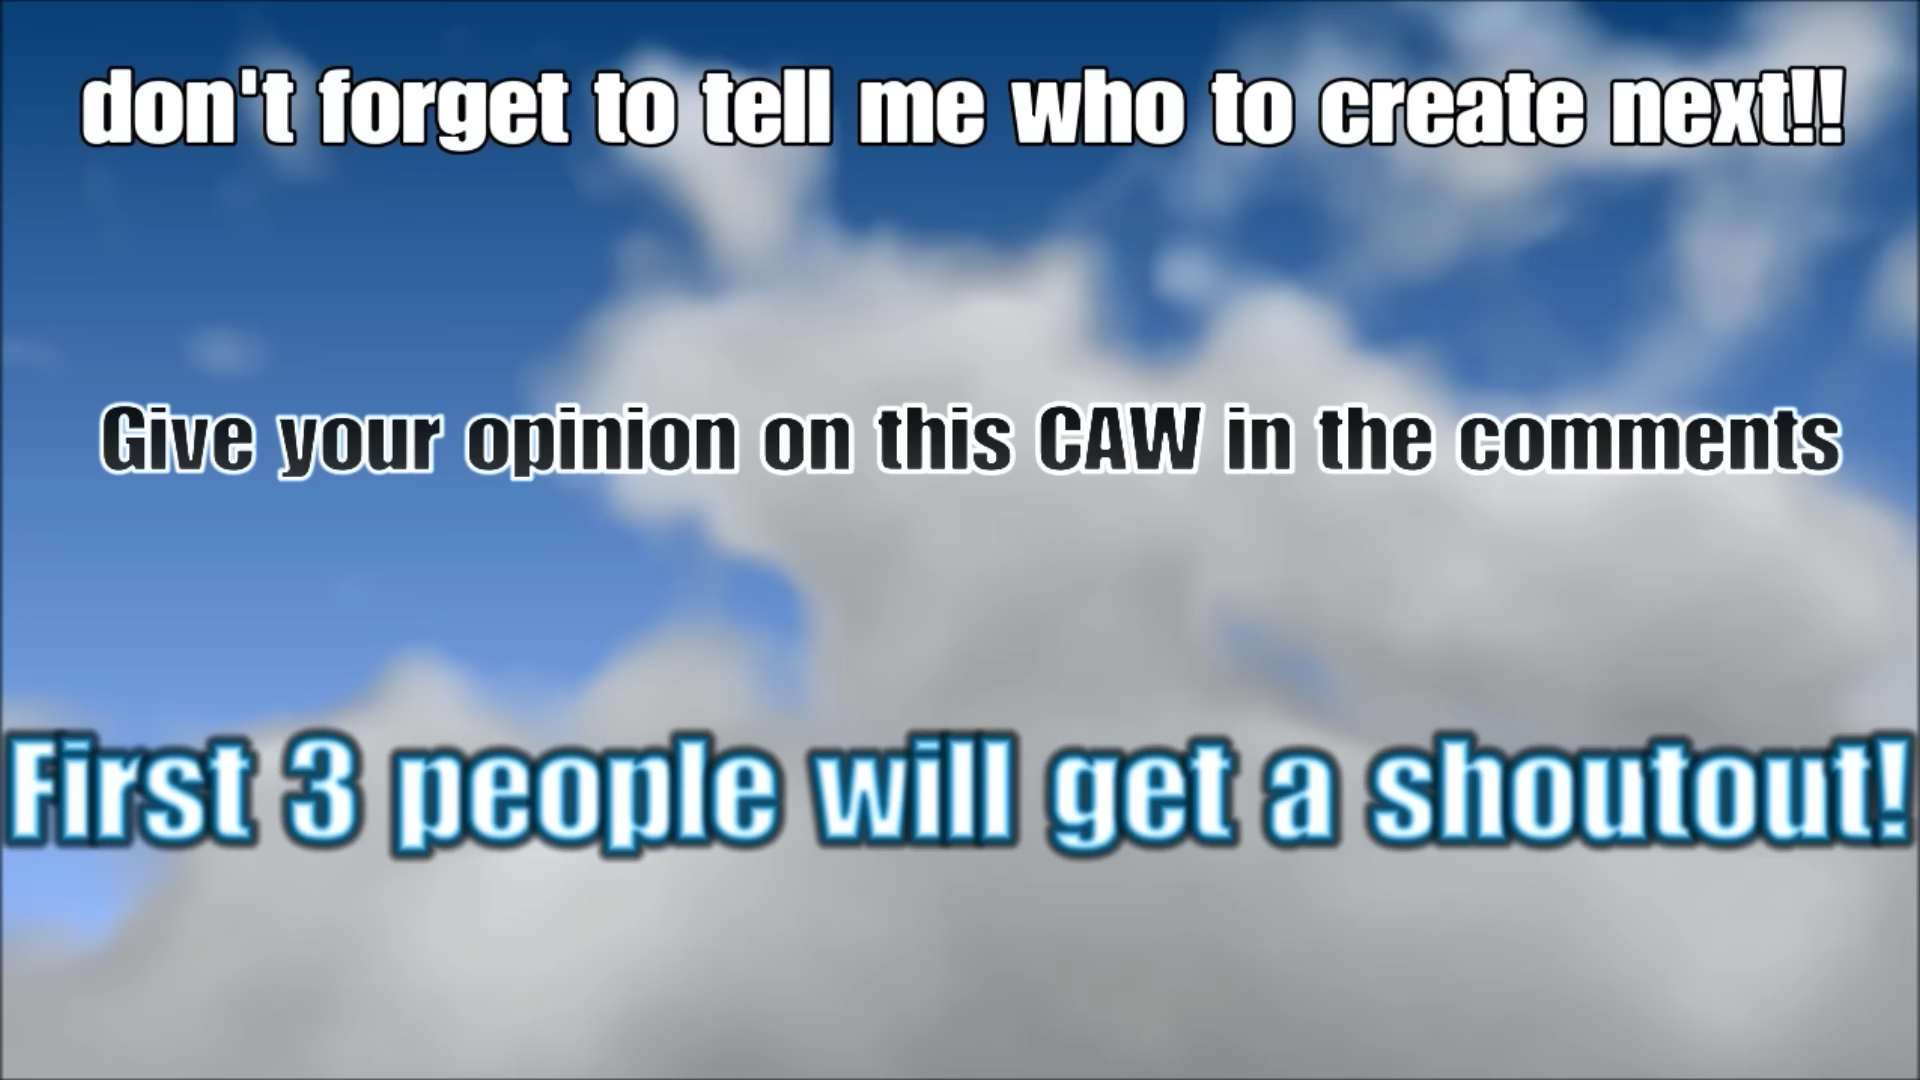 don't forget to tell me who to create next!!
Give your opinion on this CAW in the comments
First 3 people will get a shoutout!